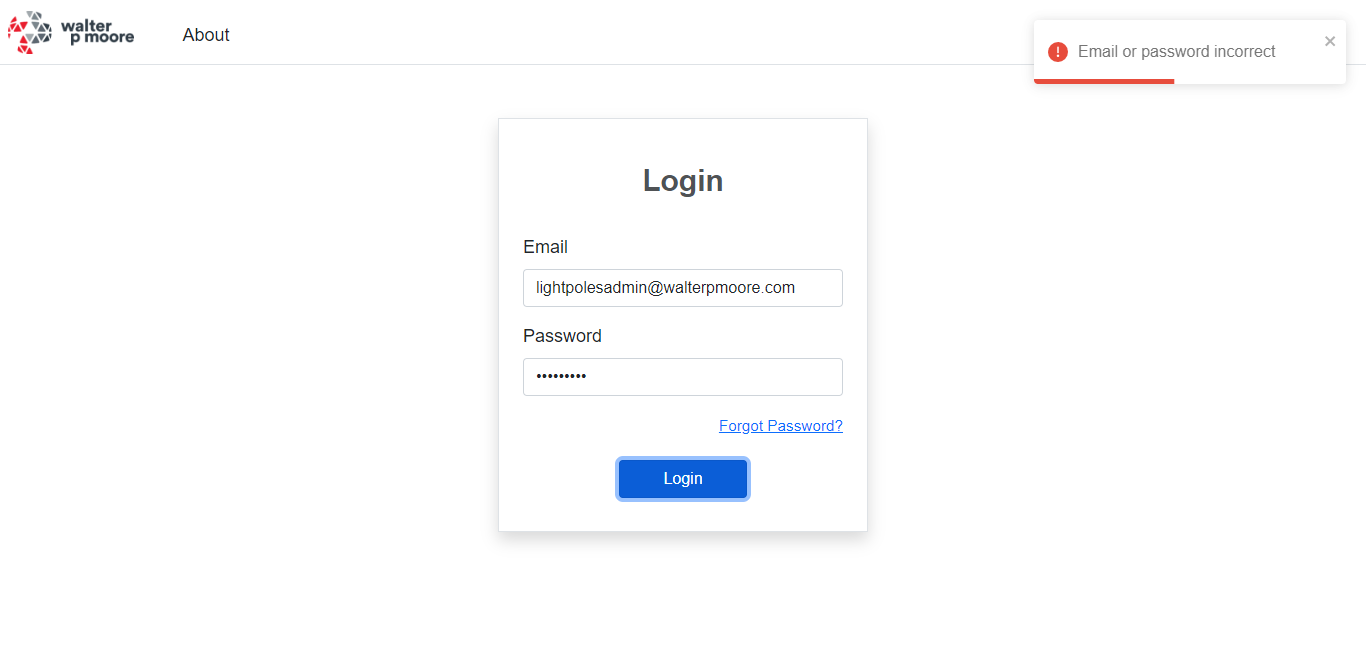 walter
p moore
About
Email or password incorrect
Login
Email
lightpolesadmin@walterpmoore.com
Password
•••••••••
Forgot Password?
Login